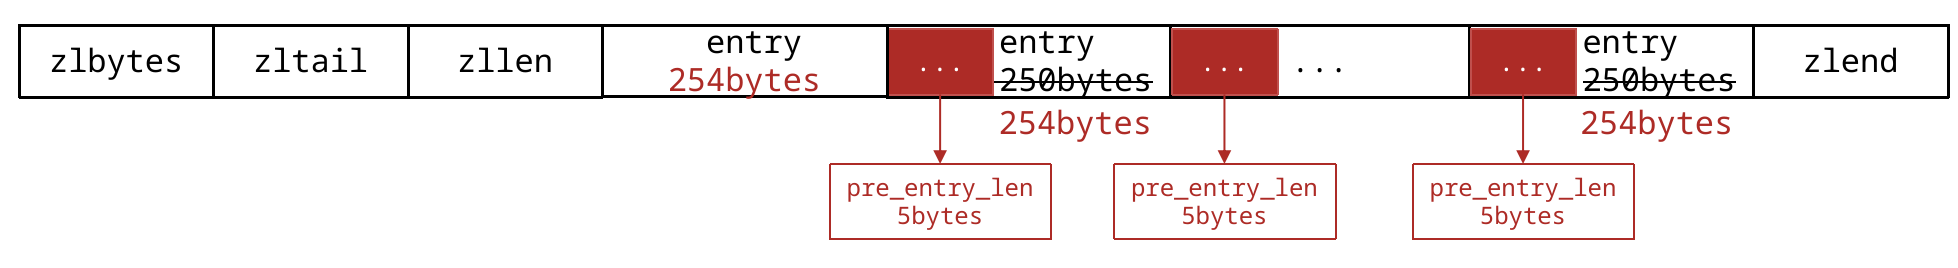 zlbytes
zltail
zllen
entry
254bytes
...
entry
250bytes
...
...
...
entry
250bytes
zlend
254bytes
254bytes
pre_entry_len
5bytes
pre_entry_len
5bytes
pre_entry_len
5bytes